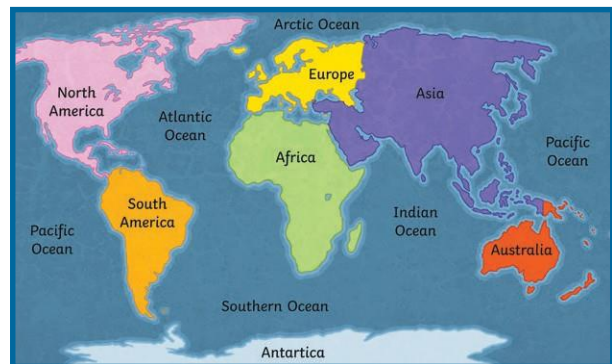 Arctic Ocean
North
America
Europe
Asia
Atlantic
Ocean
Pacific
Ocean
Africa
South
America
Indian
Ocean
Pacific
Ocean
Australia
Southern Ocean
Antartica